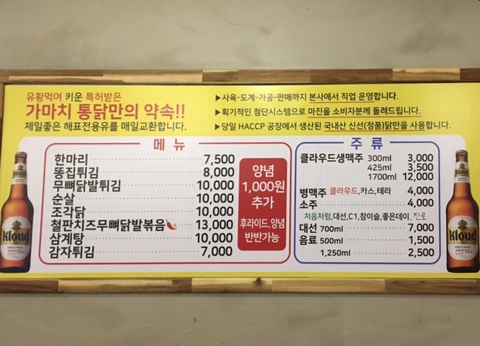 유황먹여 키운 특허받은
가마치 통닭만의 약속!!
제일좋은 해표전용유를 매일교환합니다.
▶사육-도계-가공-판매까지 본사에서 직업 운영합니다.
▶획기적인 첨단시스템으로 마진을 소비자분께 돌려드립니다.
▶당일 HACCP 공장에서 생산된 국내산 신선(정품)닭만을 사용합니다.
메 뉴
한마리 7,500
똥집튀김 8,000
무뼈닭발튀김 10,000
순살 10,000
조각닭 10,000
철판치즈무뼈닭발볶음 13,000
삼계탕 10,000
감자튀김 7,000
양념
1,000원
추가
후라이드,양념
반반가능
주 류
클라우드생맥주 300ml 3,000
425ml 3,500
1700ml 12,000
병맥주 클라우드,카스,테라 4,000
소주 4,000
처음처럼,대선,C1,참이슬,좋은데이,진로
대선 700ml 7,000
음료 500ml 1,500
1,250ml 2,500
Kloud
Kloud